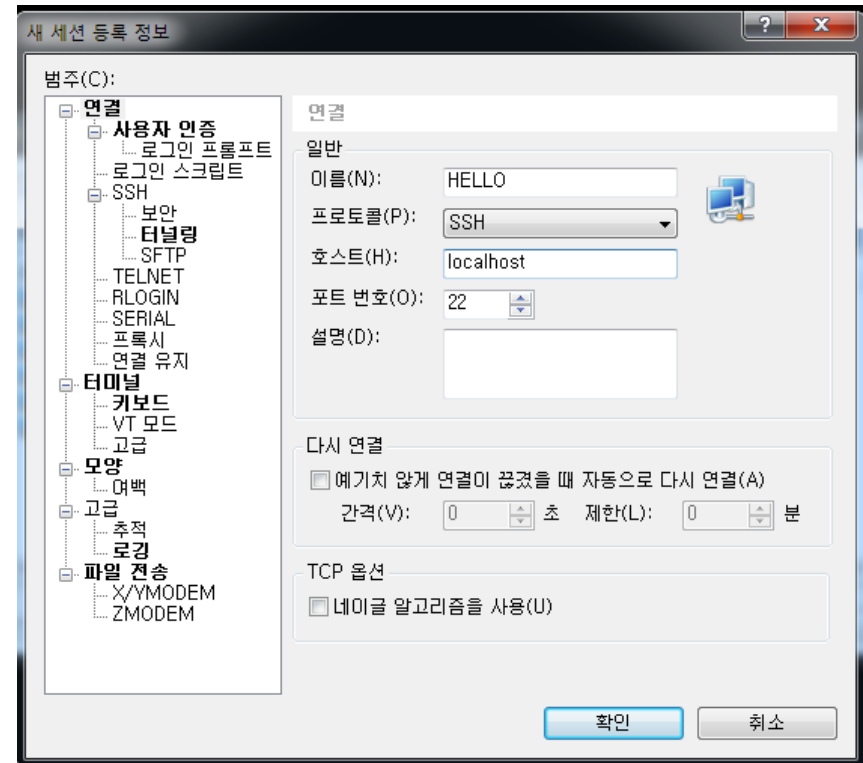 새 세션 등록 정보
범주(C):
연결
사용자 인증
로그인 프롬프트
로그인 스크립트
SSH
보안
터널링
SFTP
TELNET
RLOGIN
SERIAL
프록시
연결 유지
터미널
키보드
VT 모드
고급
모양
여백
고급
추적
로깅
파일 전송
X/YMODEM
ZMODEM
연결
일반
이름(N): HELLO
프로토콜(P): SSH
호스트(H): localhost
포트 번호(O): 22
설명(D):
다시 연결
예기치 않게 연결이 끊겼을 때 자동으로 다시 연결(A)
간격(V): 0 초 제한(L): 0 분
TCP 옵션
네이글 알고리즘을 사용(U)
확인 취소